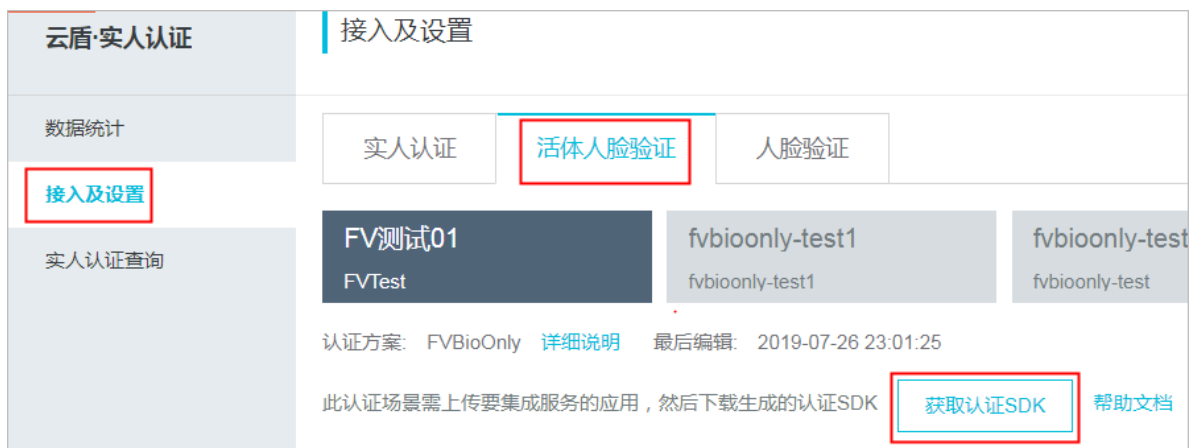 云盾·实人认证
接入及设置
数据统计
接入及设置
实人认证查询
实人认证 活体人脸验证 人脸验证
FV测试01 fvbioonly-test1 fvbioonly-test
FVTest fvbioonly-test1 fvbioonly-test
认证方案: FVBioOnly 详细说明 最后编辑: 2019-07-26 23:01:25
此认证场景需上传要集成服务的应用，然后下载生成的认证SDK 获取认证SDK 帮助文档